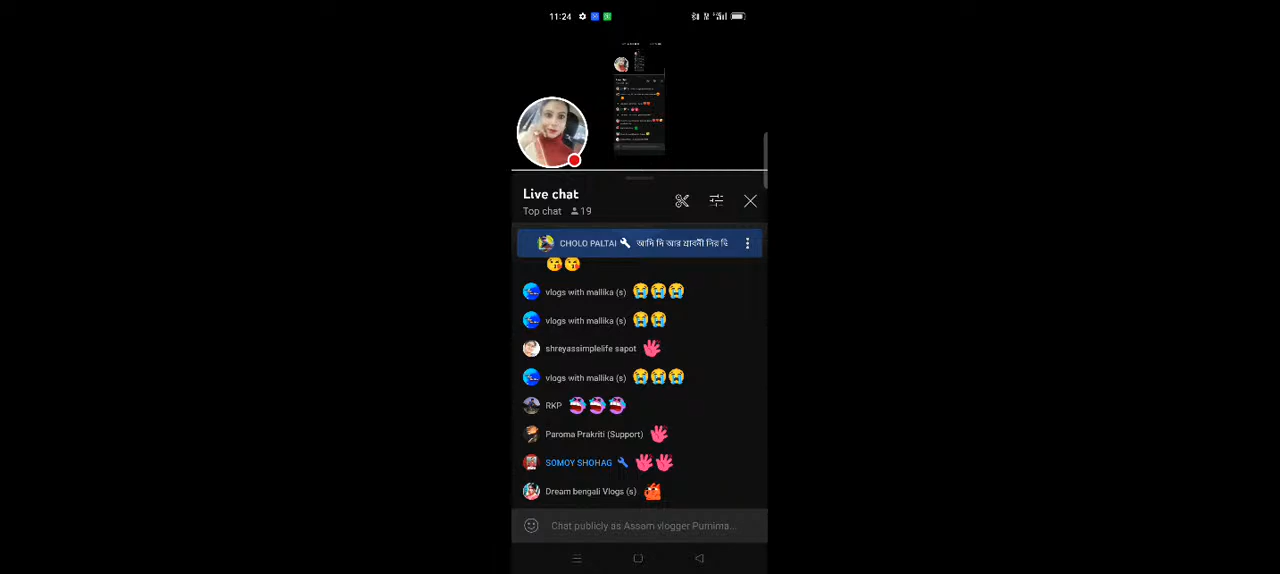 11:24
Live chat
Top chat 19
CHOLO PALTAI আমি দি আর শ্রাবনী নির
vlogs with mallika (s)
vlogs with mallika (s)
shreyassimplelife sapot
vlogs with mallika (s)
RKP
Paroma Prakriti (Support)
SOMOY SHOHAG
Dream bengali Vlogs (s)
Chat publicly as Assam vlogger Purnima...